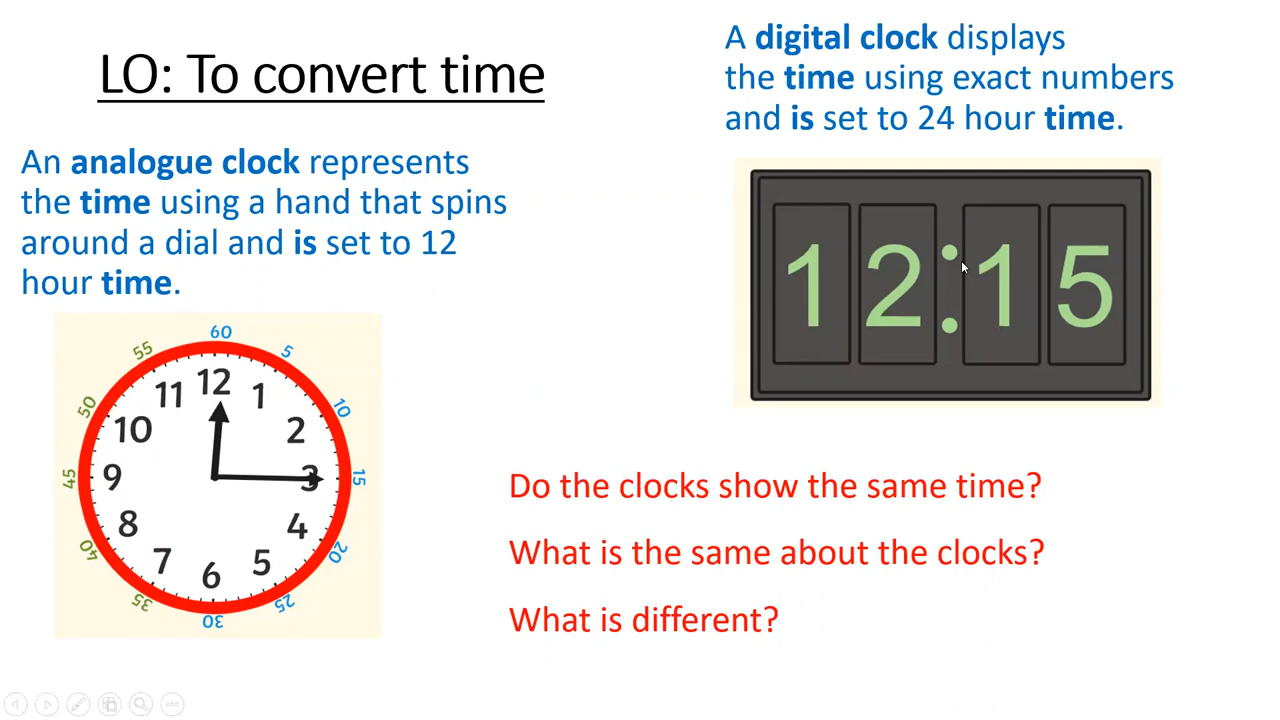 LO: To convert time
An analogue clock represents
the time using a hand that spins
around a dial and is set to 12
hour time.
60
55
5
50
10
45
15
40
20
35
25
30
12
11
1
10
2
9
3
8
4
7
5
6
A digital clock displays
the time using exact numbers
and is set to 24 hour time.
12:15
Do the clocks show the same time?
What is the same about the clocks?
What is different?